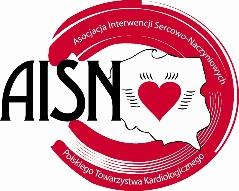 Asocjacja Interwencji Sercowo-Naczyniowych
AISN
Polskiego Towarzystwa Kardiologicznego